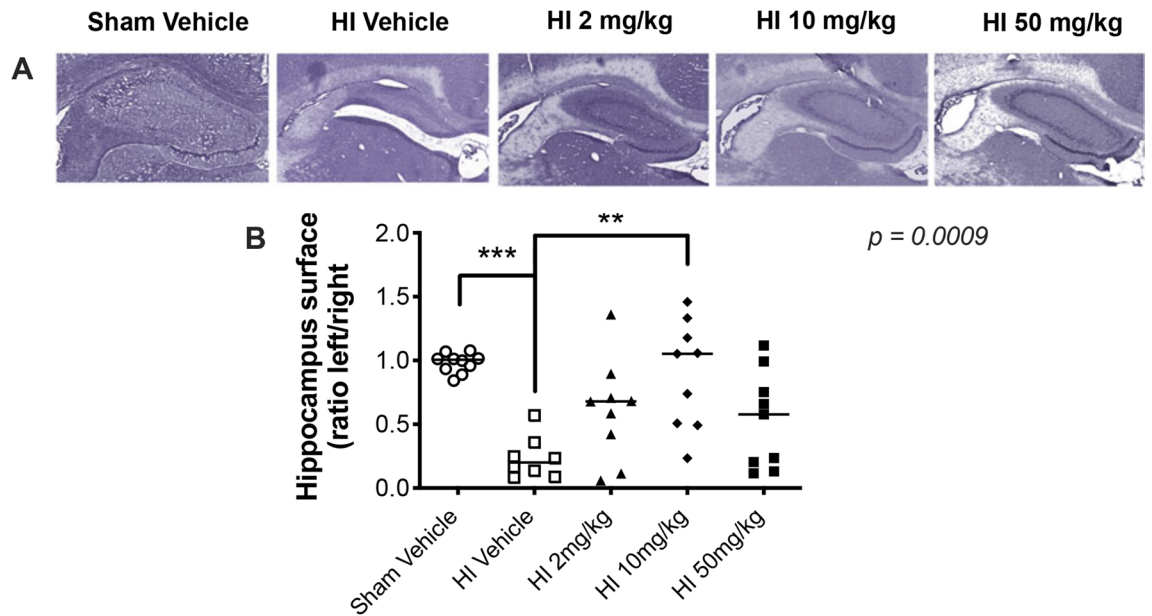 Sham Vehicle HI Vehicle HI 2 mg/kg HI 10 mg/kg HI 50 mg/kg
A
B
Hippocampus surface
(ratio left/right
2.0
1.5
1.0
0.5
0.0
***
**
p = 0.0009
Sham Vehicle
HI Vehicle
HI 2mg/kg
HI 10mg/kg
HI 50mg/kg